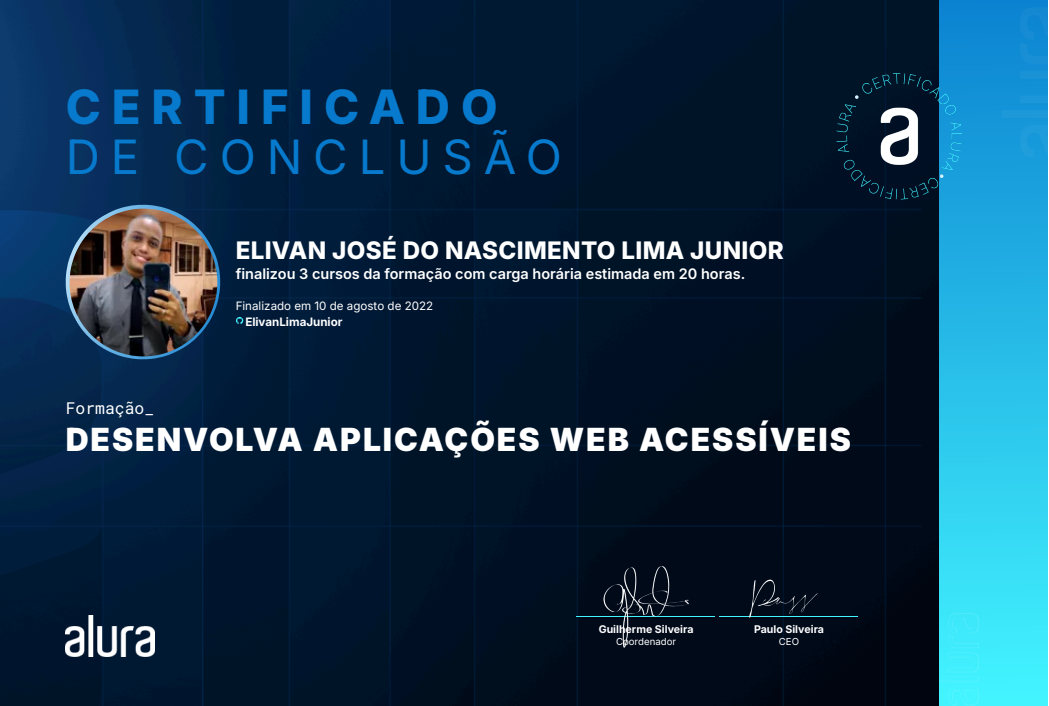 CERTIFICADO
DE CONCLUSÃO
CERTIFICADO ALURA • CERTIFICADO ALURA •
a
ELIVAN JOSÉ DO NASCIMENTO LIMA JUNIOR
finalizou 3 cursos da formação com carga horária estimada em 20 horas.
Finalizado em 10 de agosto de 2022
ElivanLimaJunior
Formação_
DESENVOLVA APLICAÇÕES WEB ACESSÍVEIS
alura
Guilherme Silveira
Coordenador
Paulo Silveira
CEO
alura
alura